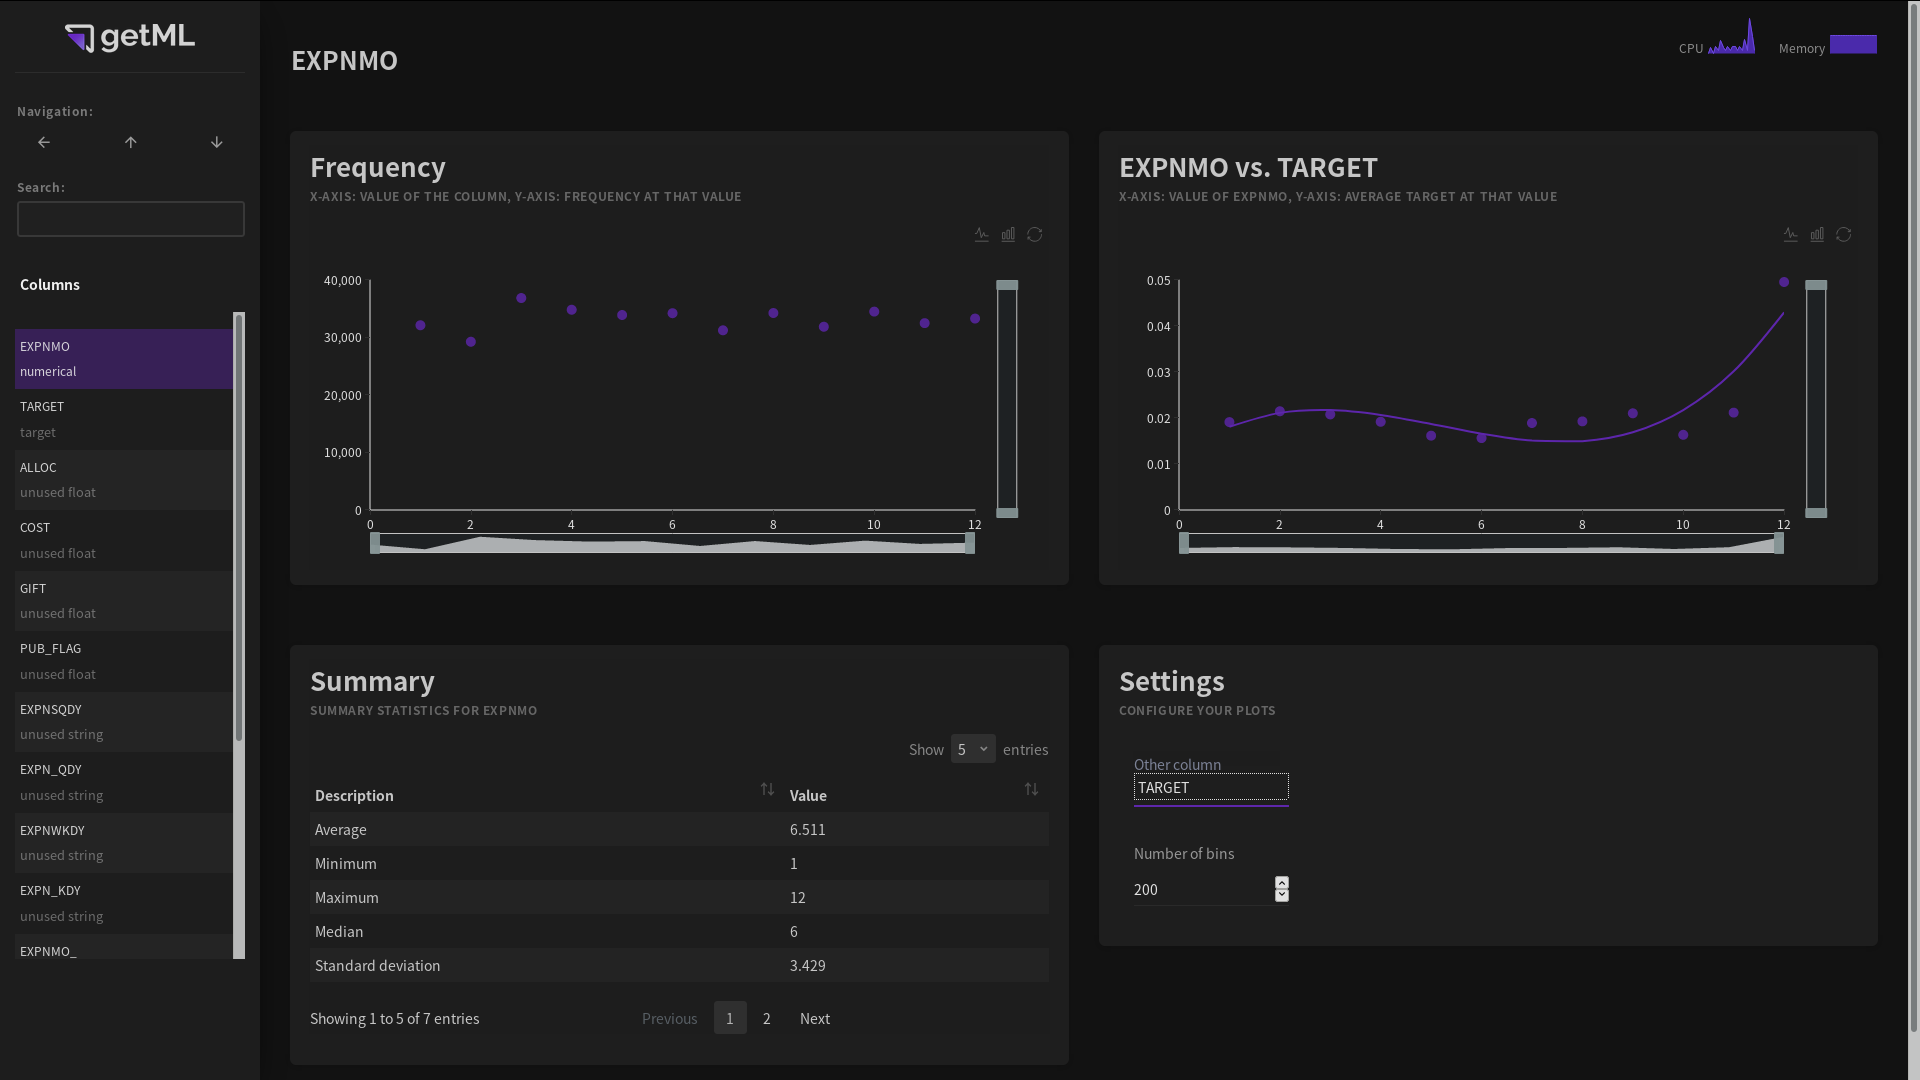 getML
Navigation:
Search:
Columns
EXPNMO
numerical
TARGET
target
ALLOC
unused float
COST
unused float
GIFT
unused float
PUB_FLAG
unused float
EXPNSQDY
unused string
EXPN_QDY
unused string
EXPNWKDY
unused string
EXPN_KDY
unused string
EXPNMO_
EXPNMO
CPU
Memory
Frequency
X-AXIS: VALUE OF THE COLUMN, Y-AXIS: FREQUENCY AT THAT VALUE
40,000
30,000
20,000
10,000
0
0 2 4 6 8 10 12
EXPNMO vs. TARGET
X-AXIS: VALUE OF EXPNMO, Y-AXIS: AVERAGE TARGET AT THAT VALUE
0.05
0.04
0.03
0.02
0.01
0
0 2 4 6 8 10 12
Summary
SUMMARY STATISTICS FOR EXPNMO
Show 5 entries
Description Value
Average 6.511
Minimum 1
Maximum 12
Median 6
Standard deviation 3.429
Showing 1 to 5 of 7 entries Previous 1 2 Next
Settings
CONFIGURE YOUR PLOTS
Other column
TARGET
Number of bins
200